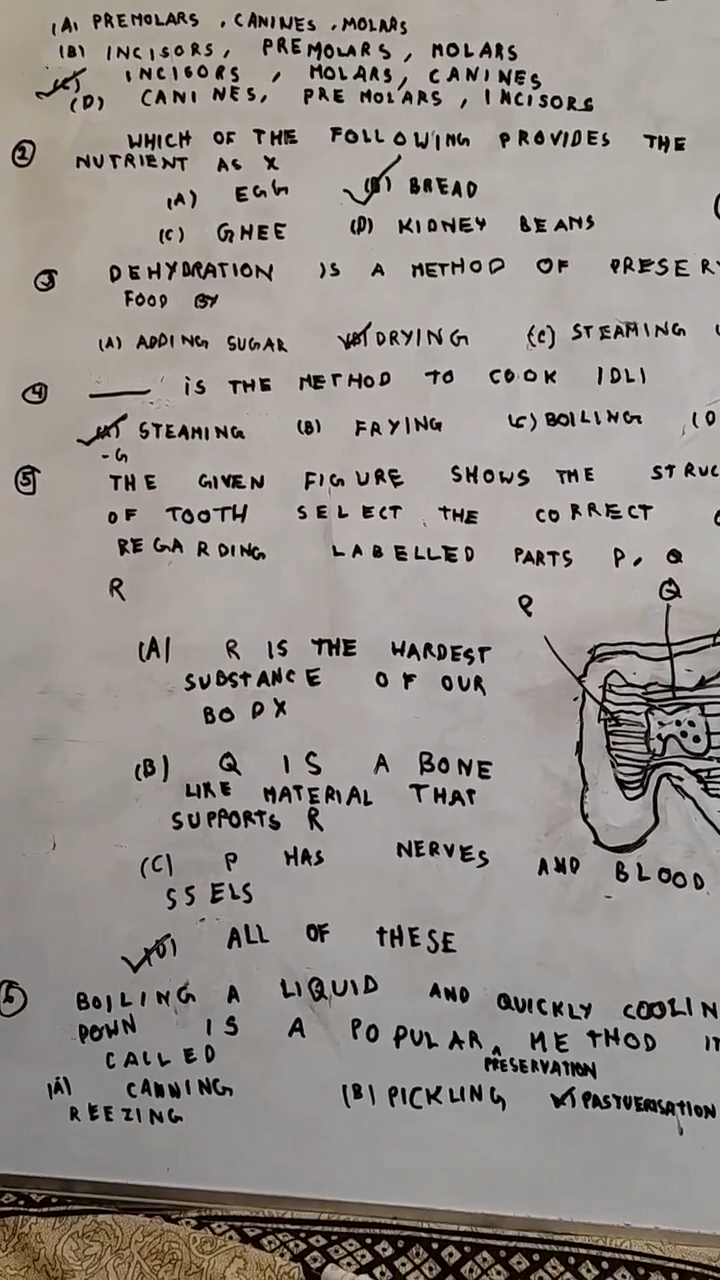 (A) PREMOLARS , CANINES , MOLARS
(B) INCISORS, PREMOLARS, MOLARS
(C) INCISORS , MOLARS, CANINES
(D) CANINES, PRE MOLARS , INCISORS
② WHICH OF THE FOLLOWING PROVIDES THE
NUTRIENT AS X
(A) EGG (B) BREAD
(C) GHEE (D) KIDNEY BEANS
③ DEHYDRATION IS A METHOD OF PRESERV
FOOD BY
(A) ADDING SUGAR (B) DRYING (C) STEAMING (
④ ____ IS THE METHOD TO COOK IDLI
(A) STEAMING (B) FRYING (C) BOILING (D
-G
⑤ THE GIVEN FIGURE SHOWS THE STRUC
OF TOOTH SELECT THE CORRECT
REGARDING LABELLED PARTS P, Q
R
P
Q
(A) R IS THE HARDEST
SUBSTANCE OF OUR
BODY
(B) Q IS A BONE
LIKE MATERIAL THAT
SUPPORTS R
(C) P HAS NERVES AND BLOOD
SSELS
(D) ALL OF THESE
6 BOILING A LIQUID AND QUICKLY COOLIN
DOWN IS A POPULAR METHOD IT
PRESERVATION
CALLED
(A) CANNING (B) PICKLING PASTUERISATION
REEZING